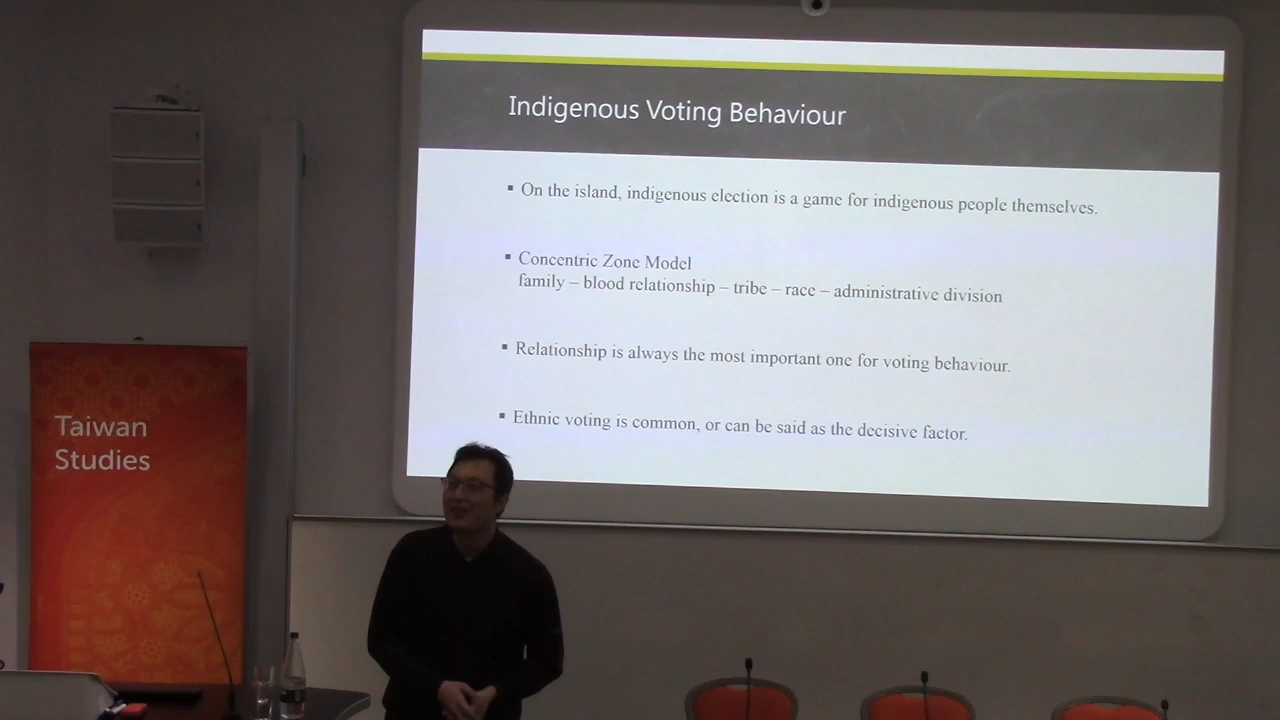 Indigenous Voting Behaviour
▪ On the island, indigenous election is a game for indigenous people themselves.
▪ Concentric Zone Model
family – blood relationship – tribe – race – administrative division
▪ Relationship is always the most important one for voting behaviour.
▪ Ethnic voting is common, or can be said as the decisive factor.
Taiwan
Studies